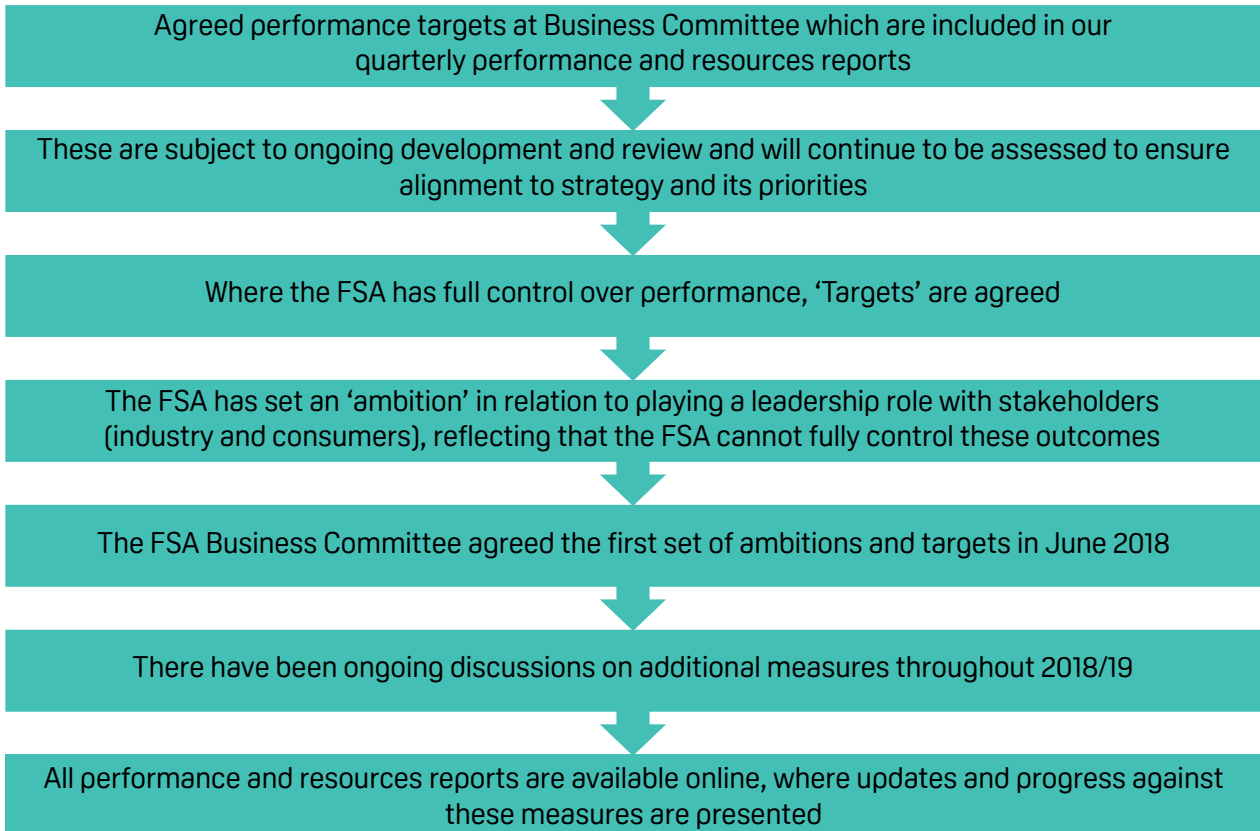 Agreed performance targets at Business Committee which are included in our
quarterly performance and resources reports
These are subject to ongoing development and review and will continue to be assessed to ensure
alignment to strategy and its priorities
Where the FSA has full control over performance, ‘Targets’ are agreed
The FSA has set an ‘ambition’ in relation to playing a leadership role with stakeholders
(industry and consumers), reflecting that the FSA cannot fully control these outcomes
The FSA Business Committee agreed the first set of ambitions and targets in June 2018
There have been ongoing discussions on additional measures throughout 2018/19
All performance and resources reports are available online, where updates and progress against
these measures are presented